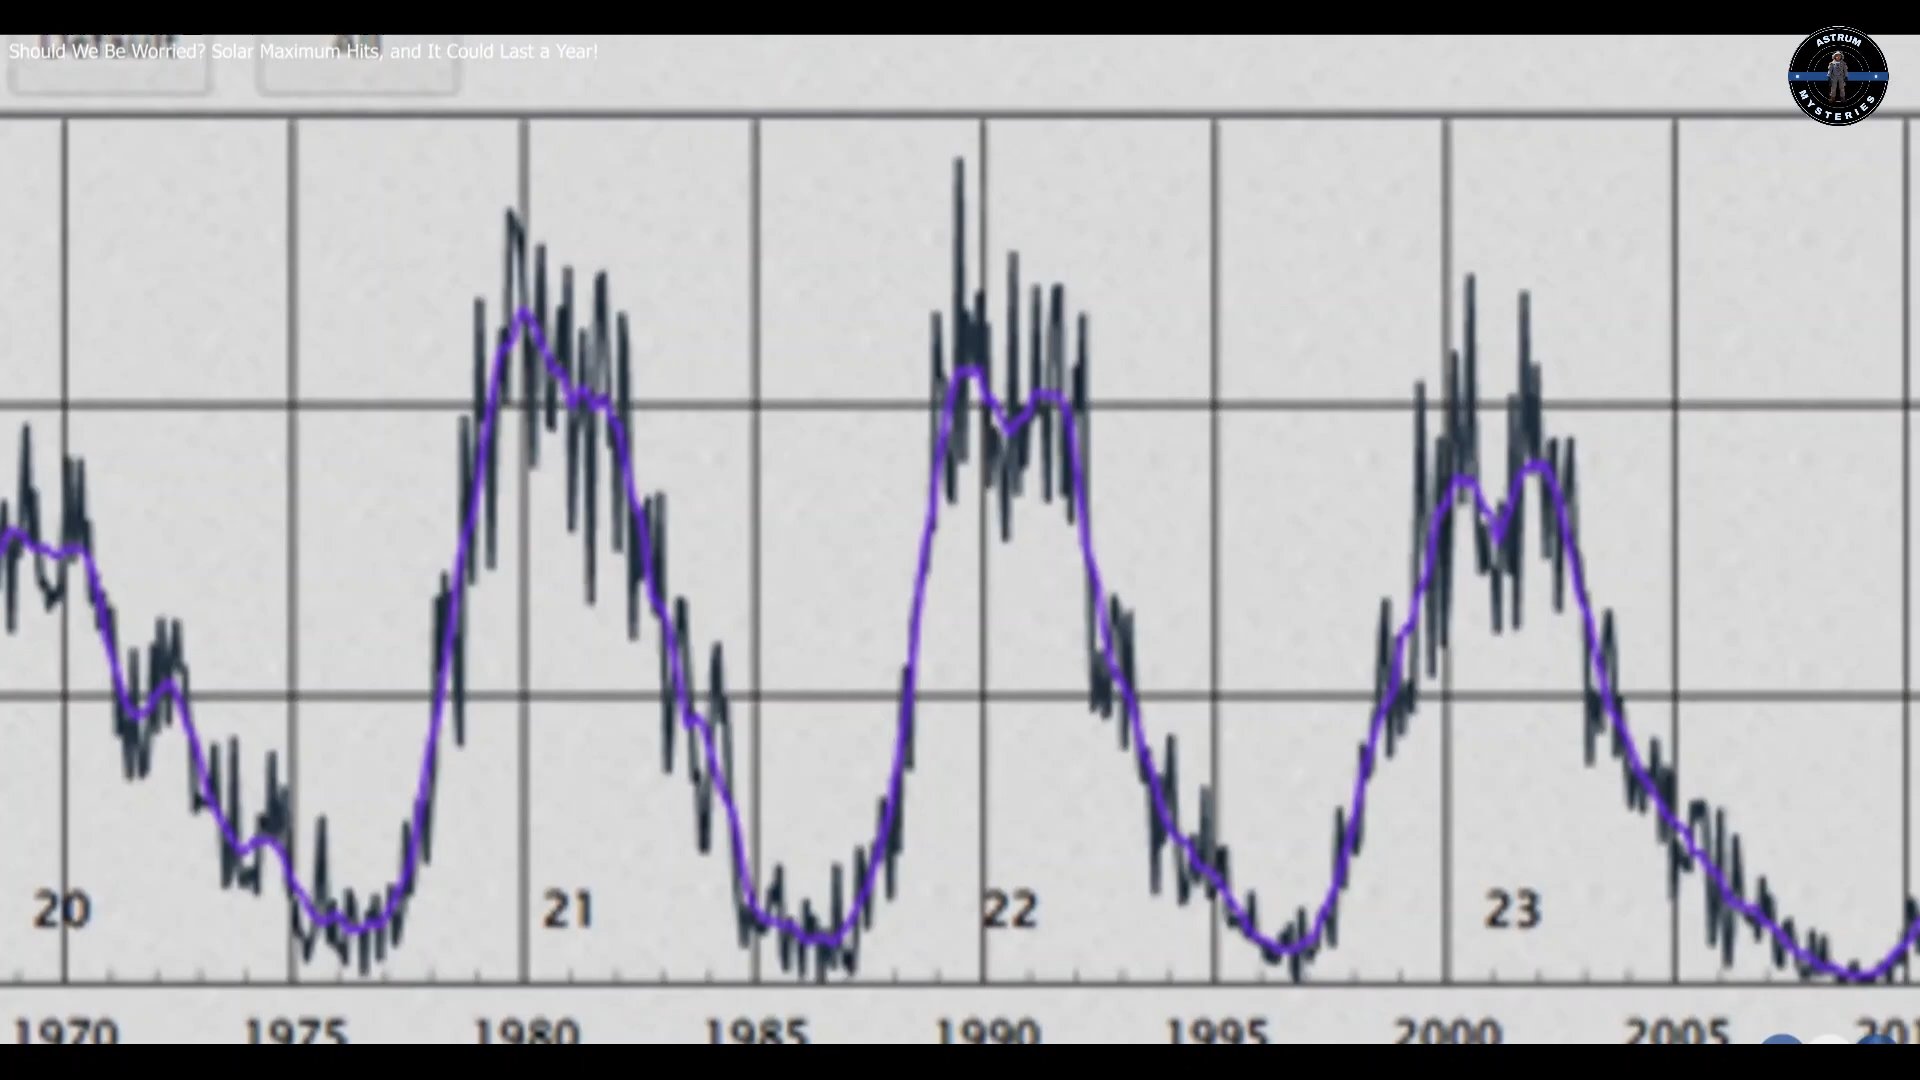 Should We Be Worried? Solar Maximum Hits, and It Could Last a Year!
ASTRUM
MYSTERIES
20 21 22 23
1970 1975 1980 1985 1990 1995 2000 2005